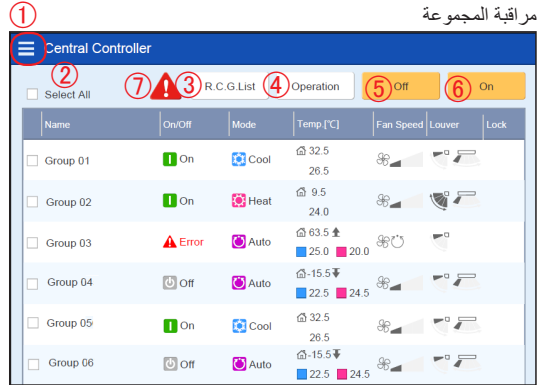 مراقبة المجموعة
①
Central Controller
② ⑦ ③ ④ ⑤ ⑥
Select All R.C.G.List Operation Off On
Name On/Off Mode Temp.[℃] Fan Speed Louver Lock
Group 01 On Cool 32.5
26.5
Group 02 On Heat 9.5
24.0
Group 03 Error Auto 63.5
25.0 20.0
Group 04 Off Auto -15.5
22.5 24.5
Group 05 On Cool 32.5
26.5
Group 06 Off Auto -15.5
22.5 24.5